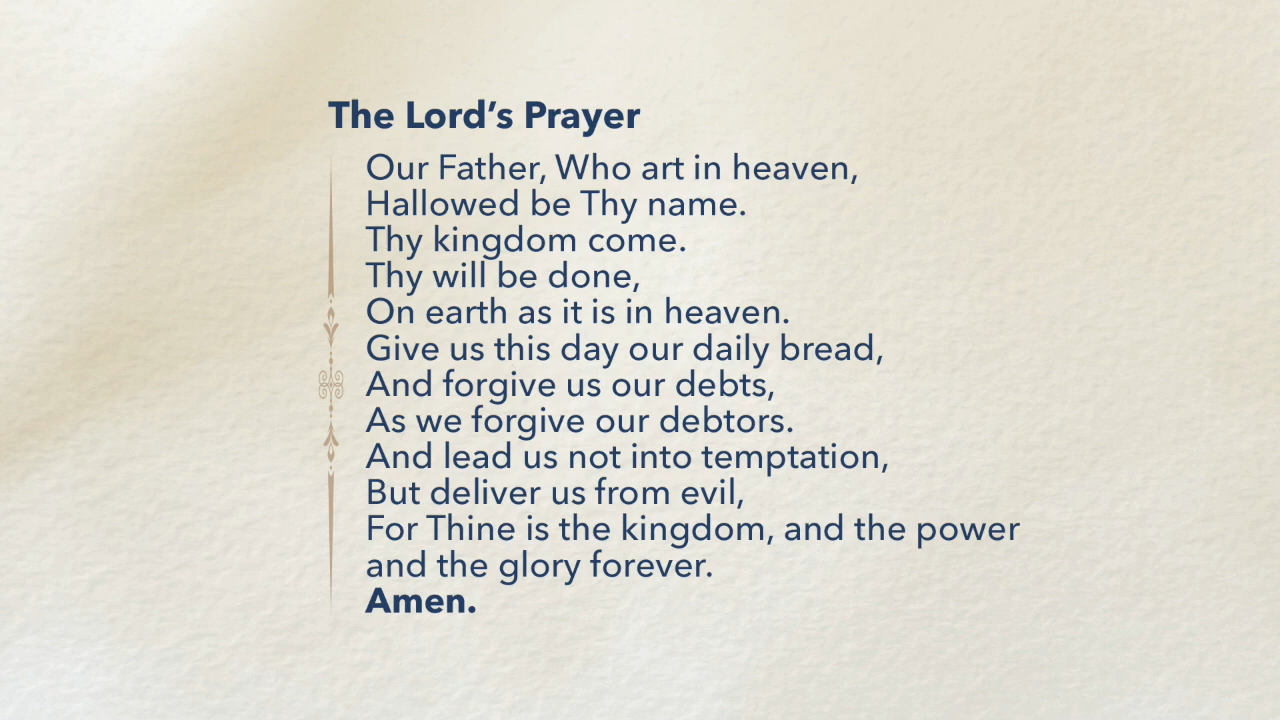 The Lord’s Prayer
Our Father, Who art in heaven,
Hallowed be Thy name.
Thy kingdom come.
Thy will be done,
On earth as it is in heaven.
Give us this day our daily bread,
And forgive us our debts,
As we forgive our debtors.
And lead us not into temptation,
But deliver us from evil,
For Thine is the kingdom, and the power
and the glory forever.
Amen.